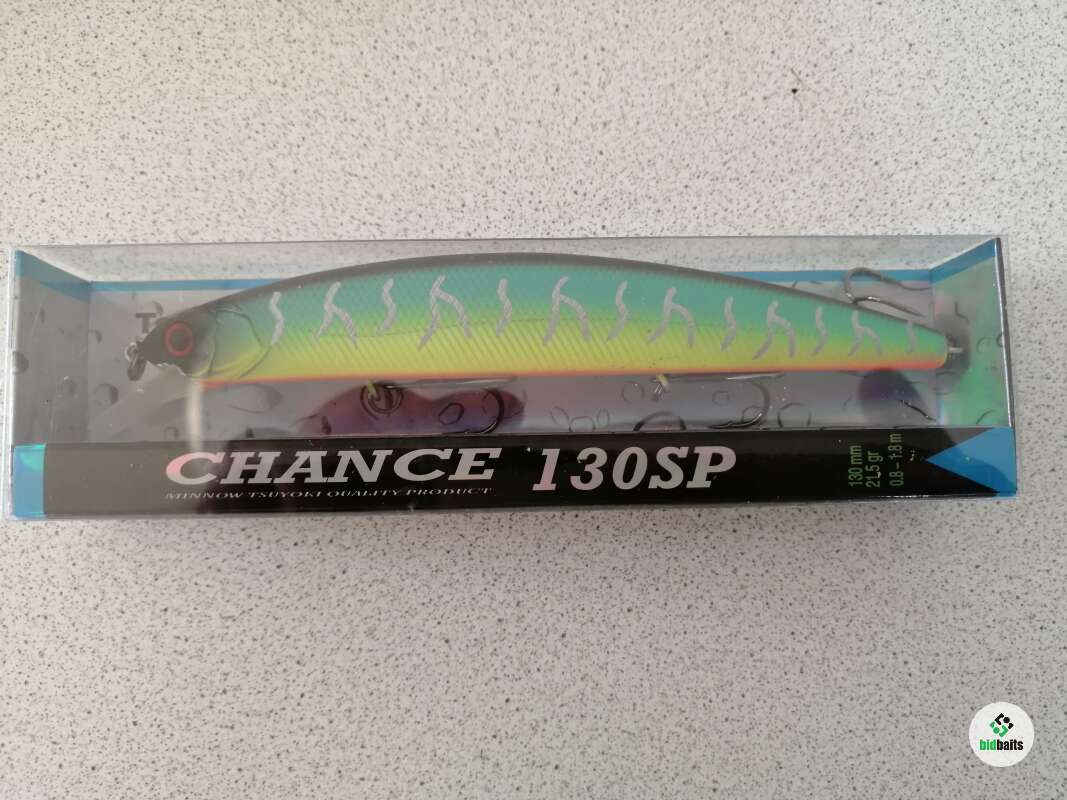 T
CHANCE 130SP
MINNOW TSUYOKI QUALITY PRODUCT
130 mm
21,5 gr
0.8 - 1.8 m
bidbaits